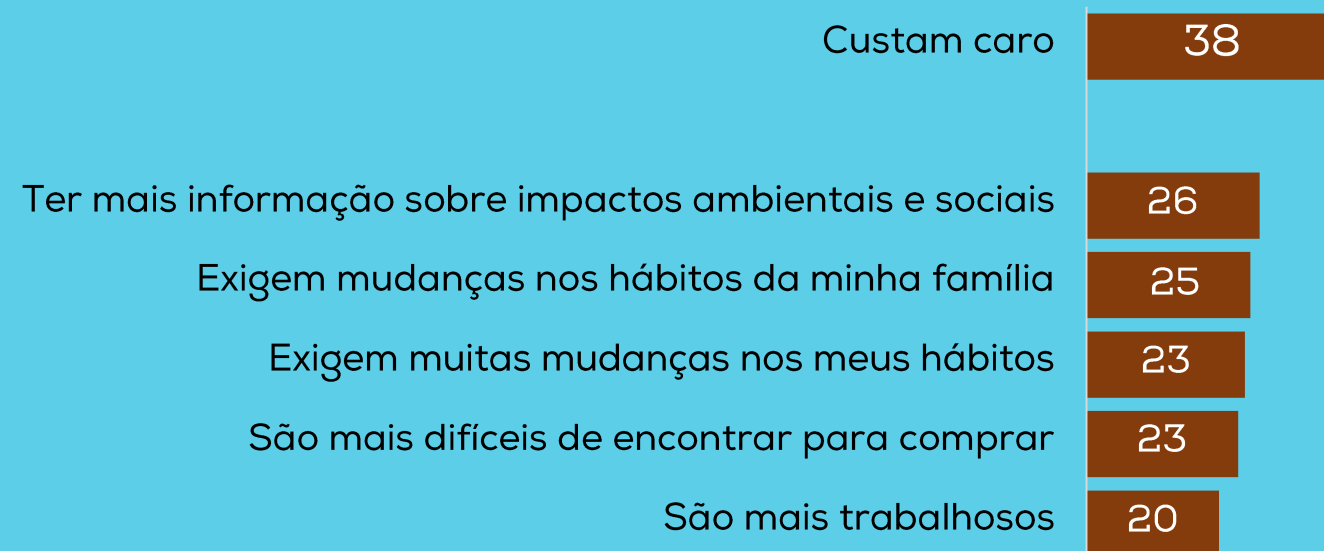 Custam caro 38
Ter mais informação sobre impactos ambientais e sociais 26
Exigem mudanças nos hábitos da minha família 25
Exigem muitas mudanças nos meus hábitos 23
São mais difíceis de encontrar para comprar 23
São mais trabalhosos 20